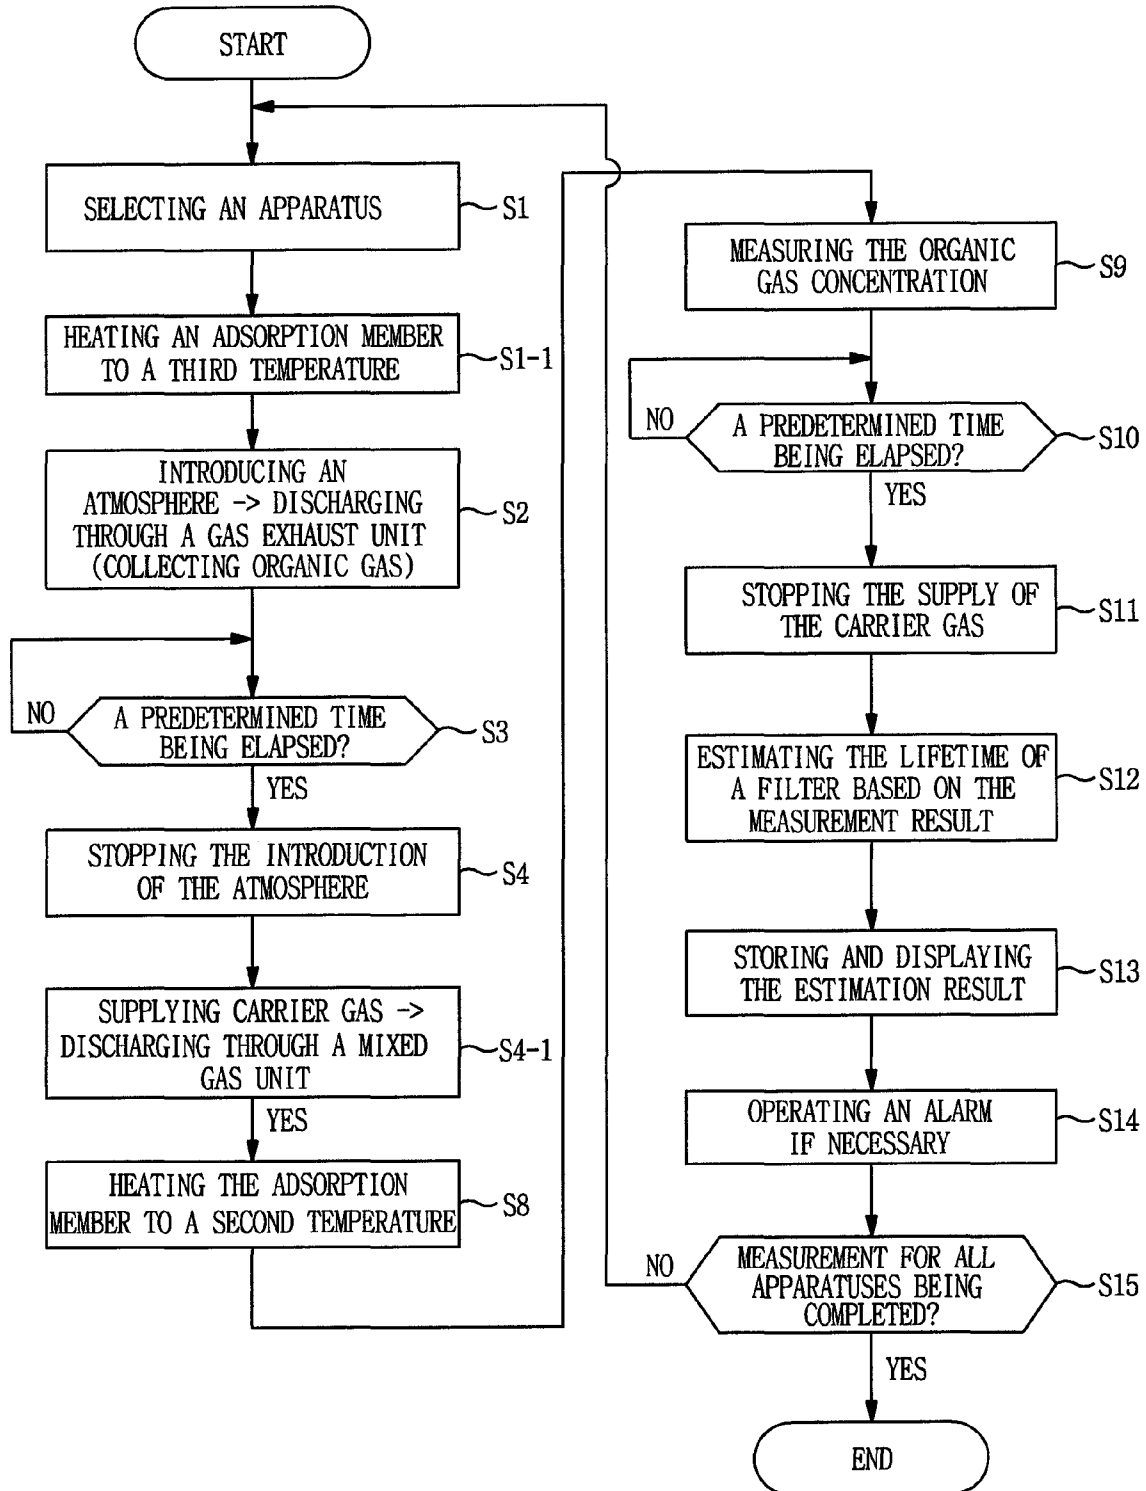 START
SELECTING AN APPARATUS
S1
HEATING AN ADSORPTION MEMBER
TO A THIRD TEMPERATURE
S1-1
INTRODUCING AN
ATMOSPHERE -> DISCHARGING
THROUGH A GAS EXHAUST UNIT
(COLLECTING ORGANIC GAS)
S2
NO
A PREDETERMINED TIME
BEING ELAPSED?
S3
YES
STOPPING THE INTRODUCTION
OF THE ATMOSPHERE
S4
SUPPLYING CARRIER GAS ->
DISCHARGING THROUGH A MIXED
GAS UNIT
S4-1
YES
HEATING THE ADSORPTION
MEMBER TO A SECOND TEMPERATURE
S8
MEASURING THE ORGANIC
GAS CONCENTRATION
S9
NO
A PREDETERMINED TIME
BEING ELAPSED?
S10
YES
STOPPING THE SUPPLY OF
THE CARRIER GAS
S11
ESTIMATING THE LIFETIME OF
A FILTER BASED ON THE
MEASUREMENT RESULT
S12
STORING AND DISPLAYING
THE ESTIMATION RESULT
S13
OPERATING AN ALARM
IF NECESSARY
S14
NO
MEASUREMENT FOR ALL
APPARATUSES BEING
COMPLETED?
S15
YES
END